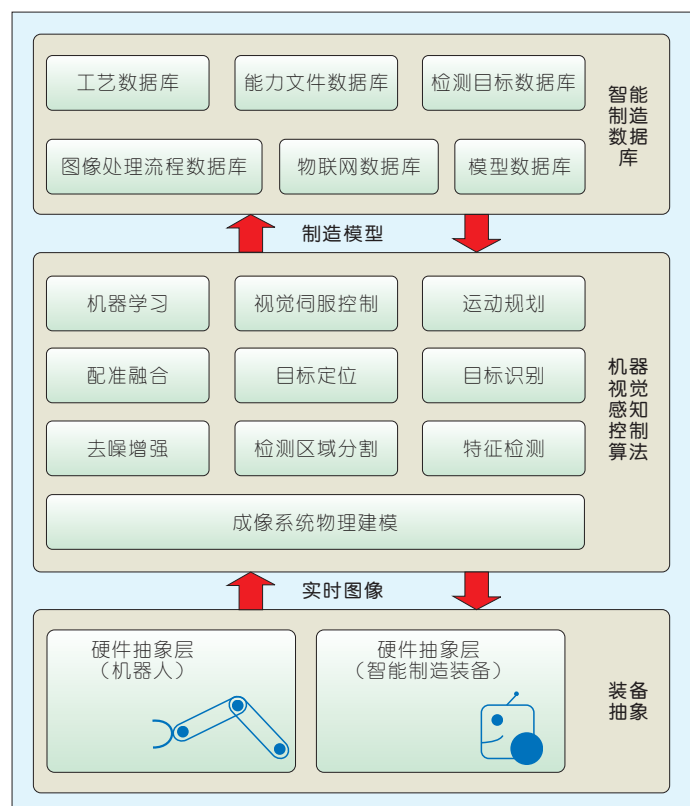 工艺数据库
能力文件数据库
检测目标数据库
图像处理流程数据库
物联网数据库
模型数据库
智能
制造
数据
库
制造模型
机器学习
视觉伺服控制
运动规划
配准融合
目标定位
目标识别
去噪增强
检测区域分割
特征检测
成像系统物理建模
机器
视觉
感知
控制
算法
实时图像
硬件抽象层
（机器人）
硬件抽象层
（智能制造装备）
装备
抽象